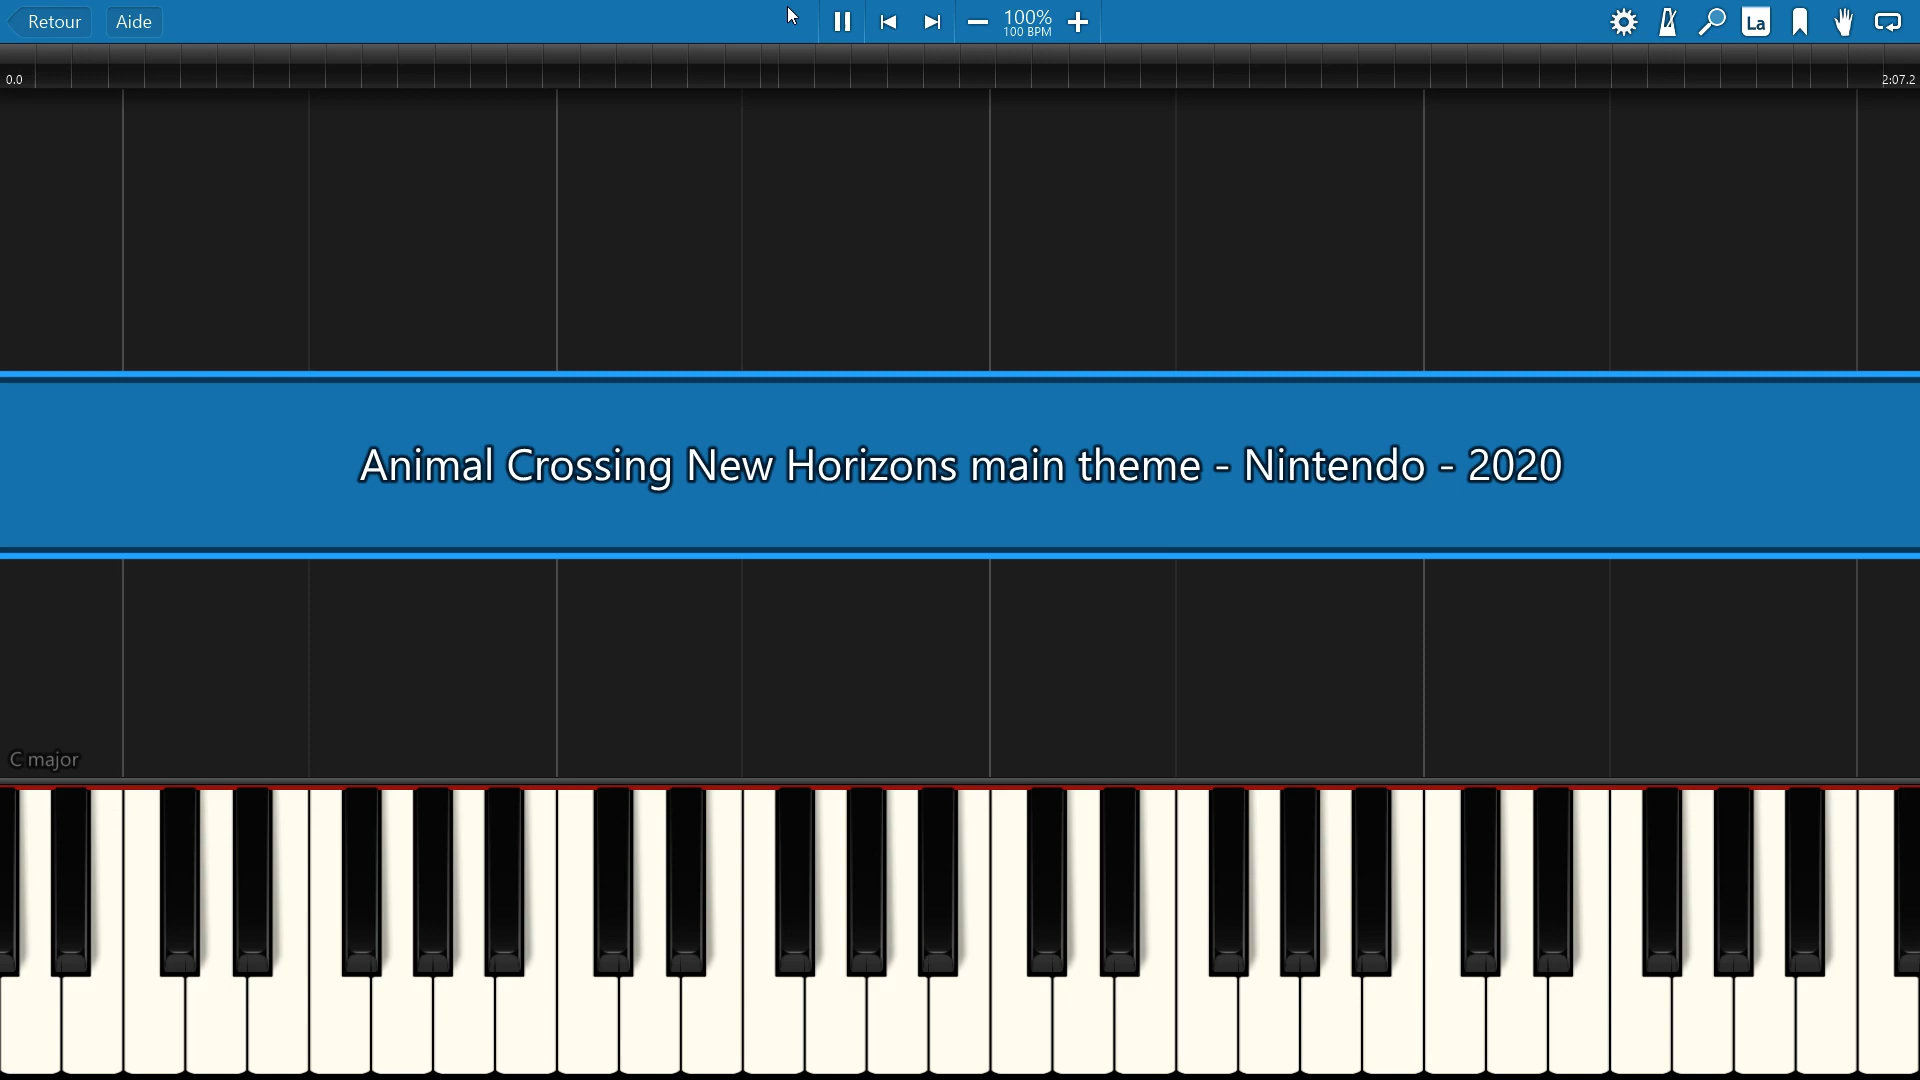 Retour
Aide
100%
100 BPM
La
0.0
2:07.2
Animal Crossing New Horizons main theme - Nintendo - 2020
C major